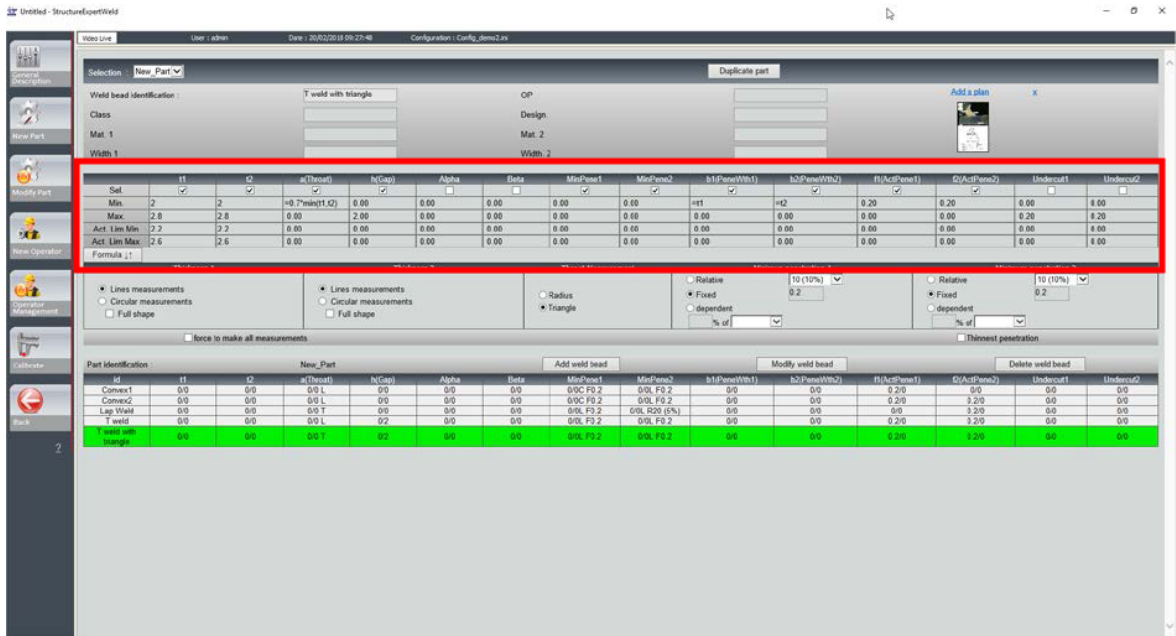 Untitled - StructureExpertWeld
Video Live User : admin Date : 20/02/2018 09:27:48 Configuration : Config_demo2.ini
General Description
New Part
Modify Part
New Operator
Operator Management
Calibrate
Back
?
Selection : New_Part Duplicate part
Weld bead identification : T weld with triangle OP Add a plan x
Class Design.
Mat. 1 Mat. 2
Width 1 Width 2
t1 t2 a(Throat) h(Gap) Alpha Beta MinPene1 MinPene2 b1(PeneWth1) b2(PeneWth2) f1(ActPene1) f2(ActPene2) Undercut1 Undercut2
Sel.
Min. 2 2 =0.7*min(t1,t2) 0.00 0.00 0.00 0.00 0.00 =t1 =t2 0.20 0.20 0.00 0.00
Max. 2.8 2.8 0.00 2.00 0.00 0.00 0.00 0.00 0.00 0.00 0.00 0.00 0.20 0.20
Act. Lim Min 2.2 2.2 0.00 0.00 0.00 0.00 0.00 0.00 0.00 0.00 0.00 0.00 0.00 0.00
Act. Lim Max 2.6 2.6 0.00 0.00 0.00 0.00 0.00 0.00 0.00 0.00 0.00 0.00 0.00 0.00
Formula ↓↑
Lines measurements Lines measurements Relative 10 (10%) Relative 10 (10%)
Circular measurements Circular measurements Radius Fixed 0.2 Fixed 0.2
Full shape Full shape Triangle dependent dependent
% of % of
force to make all measurements Thinnest penetration
Part identification : New_Part Add weld bead Modify weld bead Delete weld bead
id t1 t2 a(Throat) h(Gap) Alpha Beta MinPene1 MinPene2 b1(PeneWth1) b2(PeneWth2) f1(ActPene1) f2(ActPene2) Undercut1 Undercut2
Convex1 0/0 0/0 0/0 L 0/0 0/0 0/0 0/0C F0.2 0/0L F0.2 0/0 0/0 0.2/0 0.2/0 0/0 0/0
Convex2 0/0 0/0 0/0 L 0/0 0/0 0/0 0/0C F0.2 0/0L F0.2 0/0 0/0 0.2/0 0.2/0 0/0 0/0
Lap Weld 0/0 0/0 0/0 T 0/0 0/0 0/0 0/0L F3.2 0/0L R20 (5%) 0/0 0/0 0/0 0.2/0 0/0 0/0
T weld 0/0 0/0 0/0 L 0/2 0/0 0/0 0/0L F0.2 0/0L F0.2 0/0 0/0 0.2/0 0.2/0 0/0 0/0
T weld with triangle 0/0 0/0 0/0 T 0/2 0/0 0/0 0/0L F0.2 0/0L F0.2 0/0 0/0 0.2/0 0.2/0 0/0 0/0